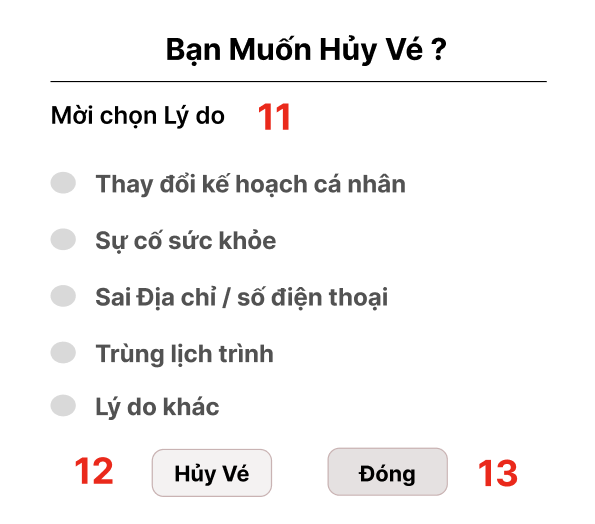 Bạn Muốn Hủy Vé ?
Mời chọn Lý do 11
Thay đổi kế hoạch cá nhân
Sự cố sức khỏe
Sai Địa chỉ / số điện thoại
Trùng lịch trình
Lý do khác
12 Hủy Vé Đóng 13